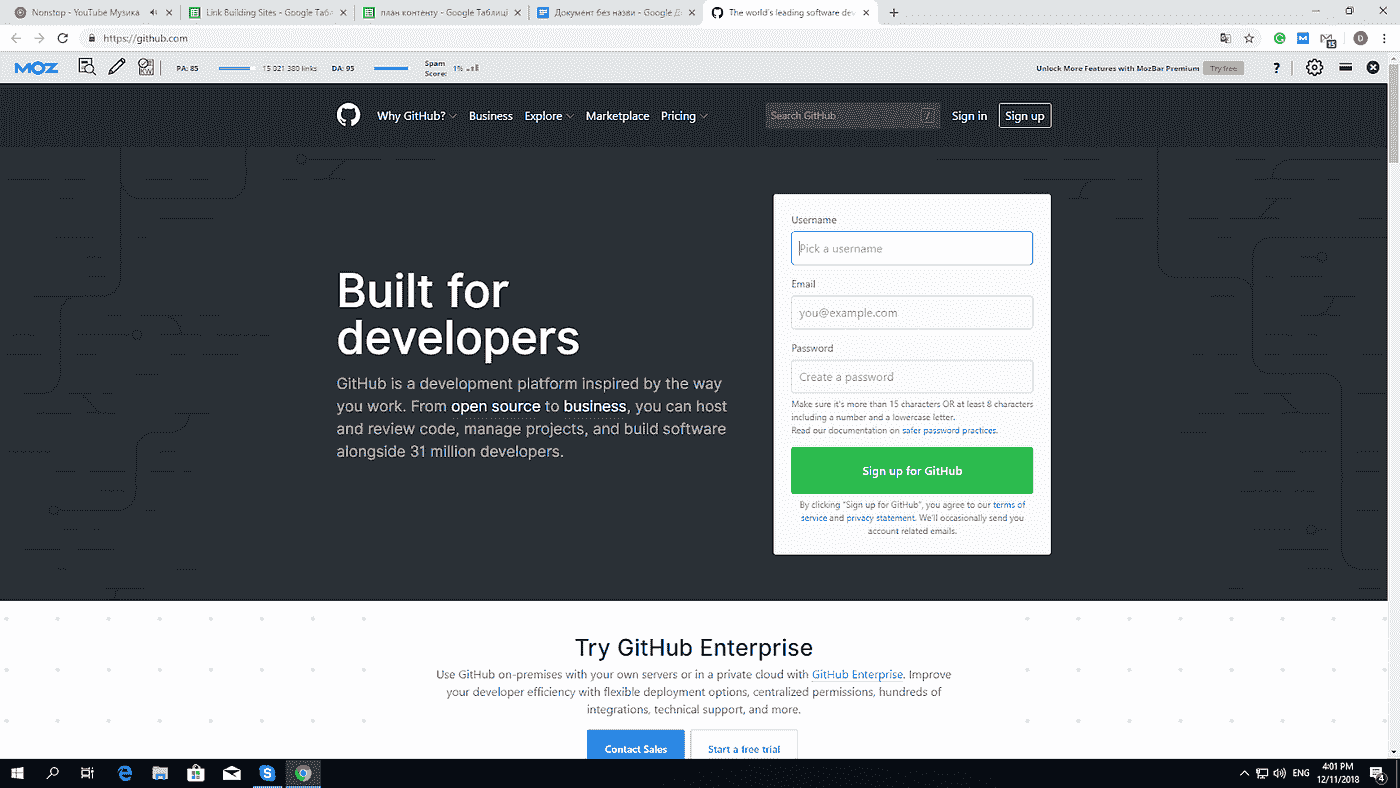 Nonstop - YouTube Музика
Link Building Sites - Google Табл
план контенту - Google Таблиці
Документ без назви - Google Д
The world's leading software dev
https://github.com
15
D
MOZ
PA: 85
15 021 380 links
DA: 95
Spam
Score:
1%
Unlock More Features with MozBar Premium
Try free
?
Why GitHub?
Business
Explore
Marketplace
Pricing
Search GitHub
/
Sign in
Sign up
Built for
developers
GitHub is a development platform inspired by the way
you work. From open source to business, you can host
and review code, manage projects, and build software
alongside 31 million developers.
Username
Pick a username
Email
you@example.com
Password
Create a password
Make sure it's more than 15 characters OR at least 8 characters
including a number and a lowercase letter.
Read our documentation on safer password practices.
Sign up for GitHub
By clicking "Sign up for GitHub", you agree to our terms of
service and privacy statement. We'll occasionally send you
account related emails.
Try GitHub Enterprise
Use GitHub on-premises with your own servers or in a private cloud with GitHub Enterprise. Improve
your developer efficiency with flexible deployment options, centralized permissions, hundreds of
integrations, technical support, and more.
Contact Sales
Start a free trial
ENG
4:01 PM
12/11/2018
4